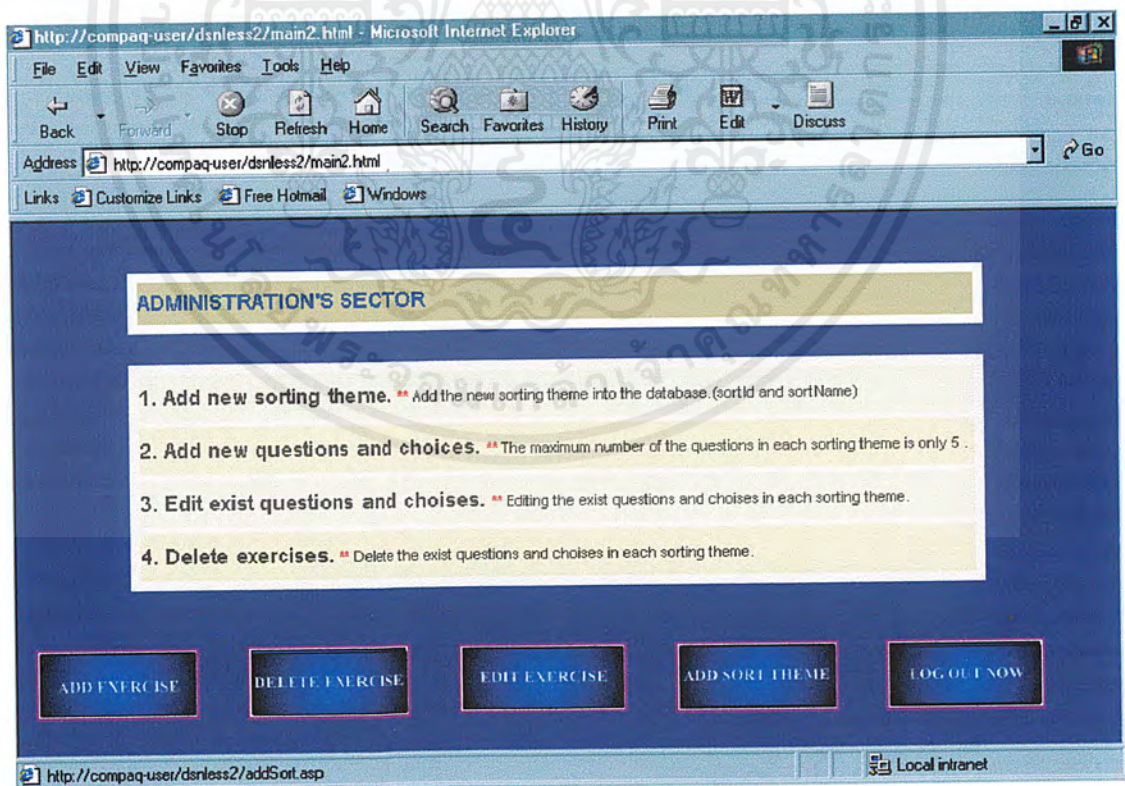 http://compaq-user/dsnless2/main2.html - Microsoft Internet Explorer
File Edit View Favorites Tools Help
Back Forward Stop Refresh Home Search Favorites History Print Edit Discuss
Address http://compaq-user/dsnless2/main2.html Go
Links Customize Links Free Hotmail Windows
ADMINISTRATION'S SECTOR
1. Add new sorting theme. ** Add the new sorting theme into the database.(sortId and sortName)
2. Add new questions and choices. ** The maximum number of the questions in each sorting theme is only 5 .
3. Edit exist questions and choises. ** Editing the exist questions and choises in each sorting theme.
4. Delete exercises. ** Delete the exist questions and choises in each sorting theme.
ADD EXERCISE DELETE EXERCISE EDIT EXERCISE ADD SORT THEME LOG OUT NOW
http://compaq-user/dsnless2/addSort.asp Local intranet